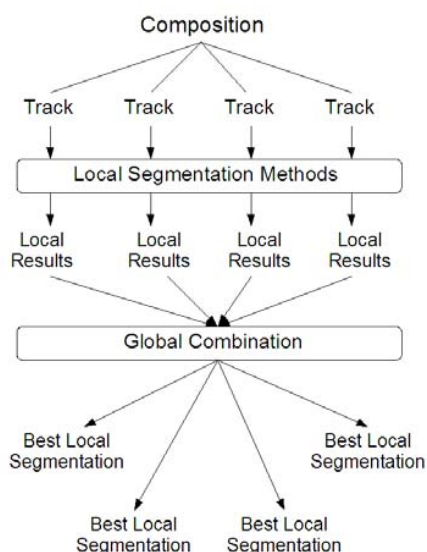 Composition
Track Track Track Track
Local Segmentation Methods
Local Local Local Local
Results Results Results Results
Global Combination
Best Local Best Local
Segmentation Segmentation
Best Local Best Local
Segmentation Segmentation